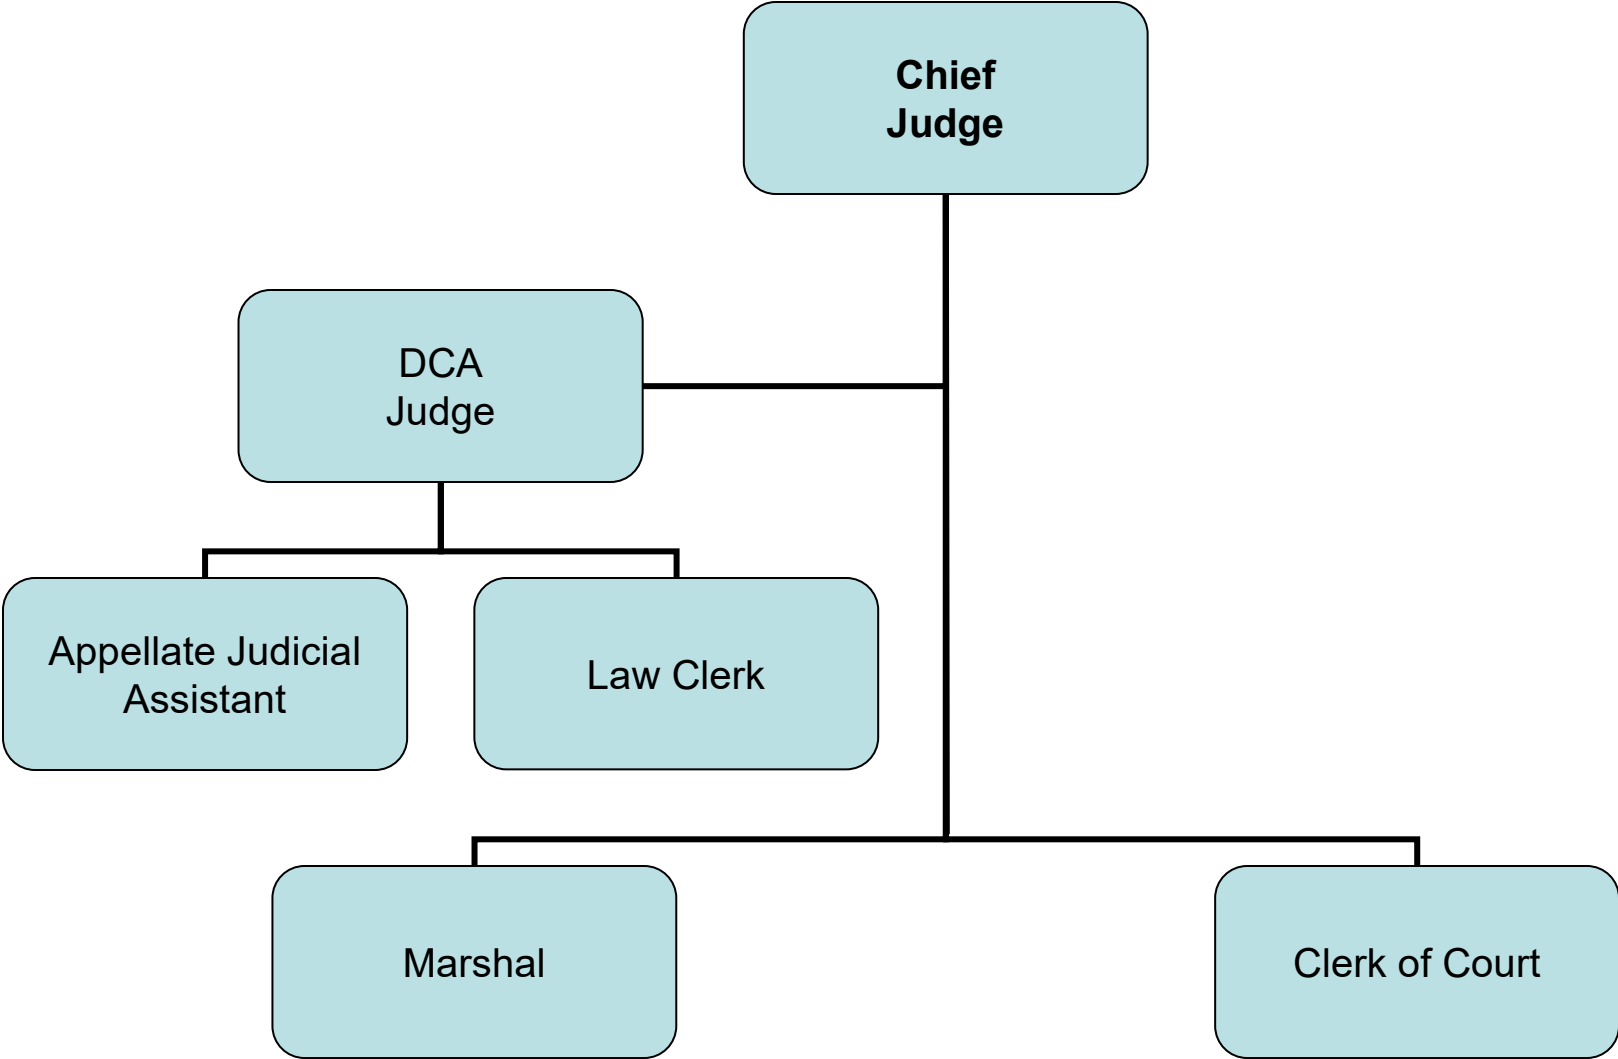 Chief
Judge
DCA
Judge
Appellate Judicial
Assistant
Law Clerk
Marshal
Clerk of Court